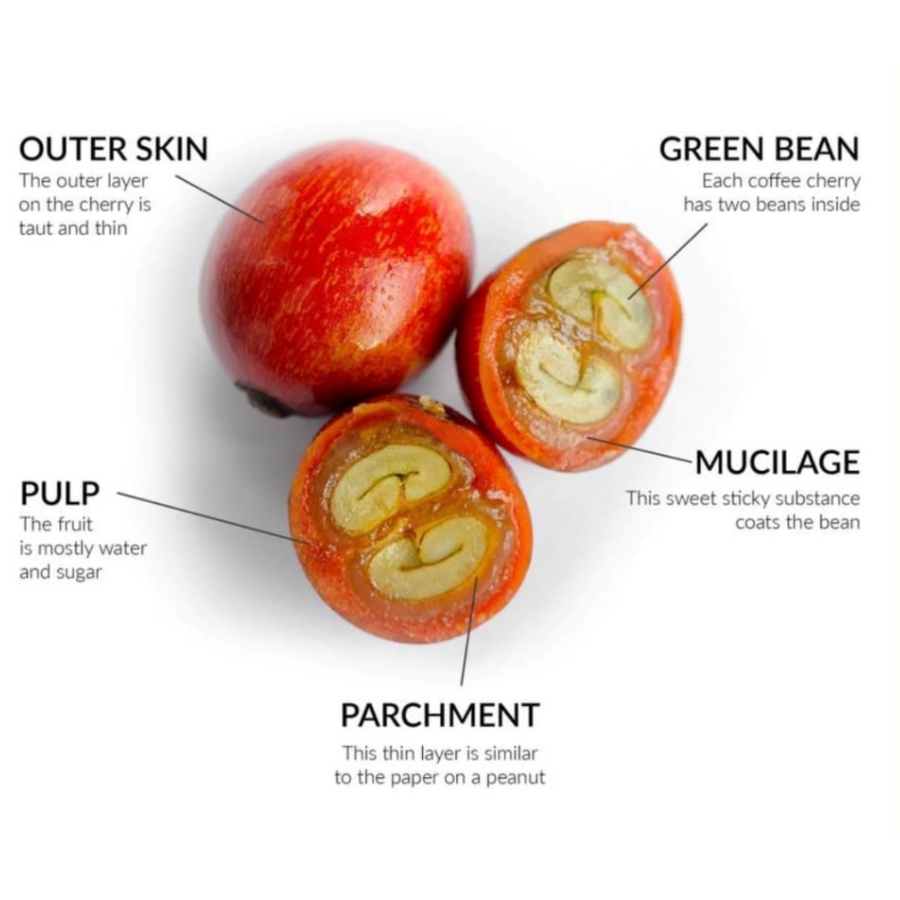 OUTER SKIN
The outer layer
on the cherry is
taut and thin
GREEN BEAN
Each coffee cherry
has two beans inside
PULP
The fruit
is mostly water
and sugar
MUCILAGE
This sweet sticky substance
coats the bean
PARCHMENT
This thin layer is similar
to the paper on a peanut